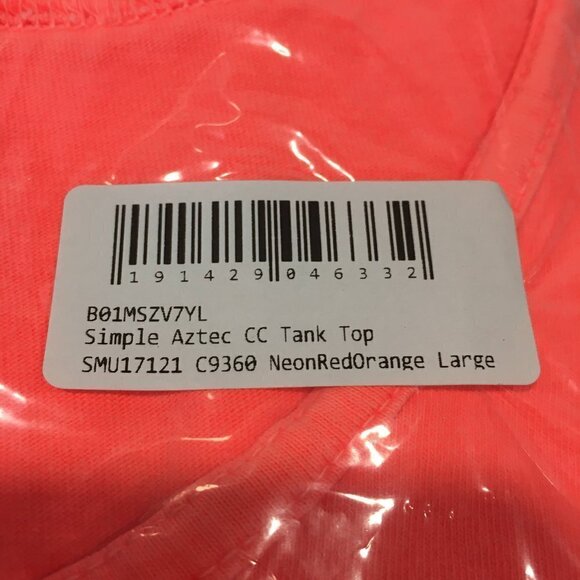 191429046332
B01MSZV7YL
Simple Aztec CC Tank Top
SMU17121 C9360 NeonRedOrange Large